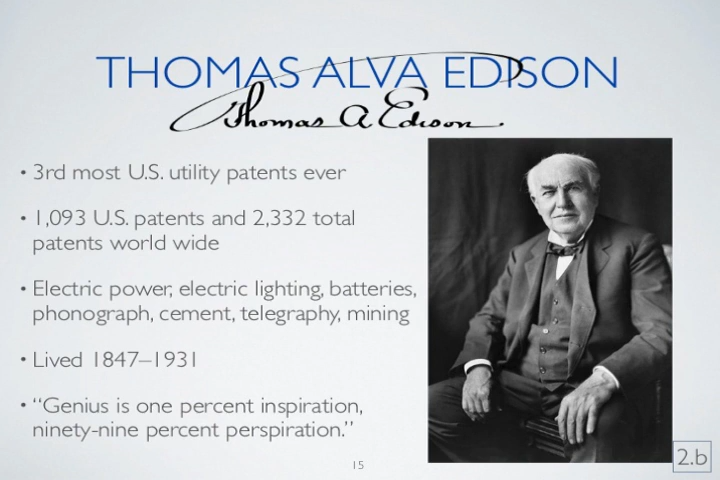 THOMAS ALVA EDISON
Thomas A Edison
• 3rd most U.S. utility patents ever
• 1,093 U.S. patents and 2,332 total
patents world wide
• Electric power, electric lighting, batteries,
phonograph, cement, telegraphy, mining
• Lived 1847–1931
• “Genius is one percent inspiration,
ninety-nine percent perspiration.”
15
2.b